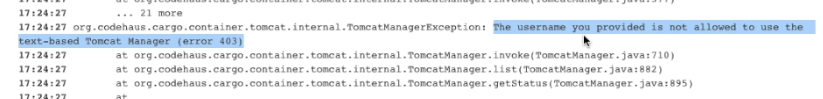 17:24:27 ... 21 more
17:24:27 org.codehaus.cargo.container.tomcat.internal.TomcatManagerException: The username you provided is not allowed to use the
text-based Tomcat Manager (error 403)
17:24:27 at org.codehaus.cargo.container.tomcat.internal.TomcatManager.invoke(TomcatManager.java:710)
17:24:27 at org.codehaus.cargo.container.tomcat.internal.TomcatManager.list(TomcatManager.java:882)
17:24:27 at org.codehaus.cargo.container.tomcat.internal.TomcatManager.getStatus(TomcatManager.java:895)
17:24:27 at